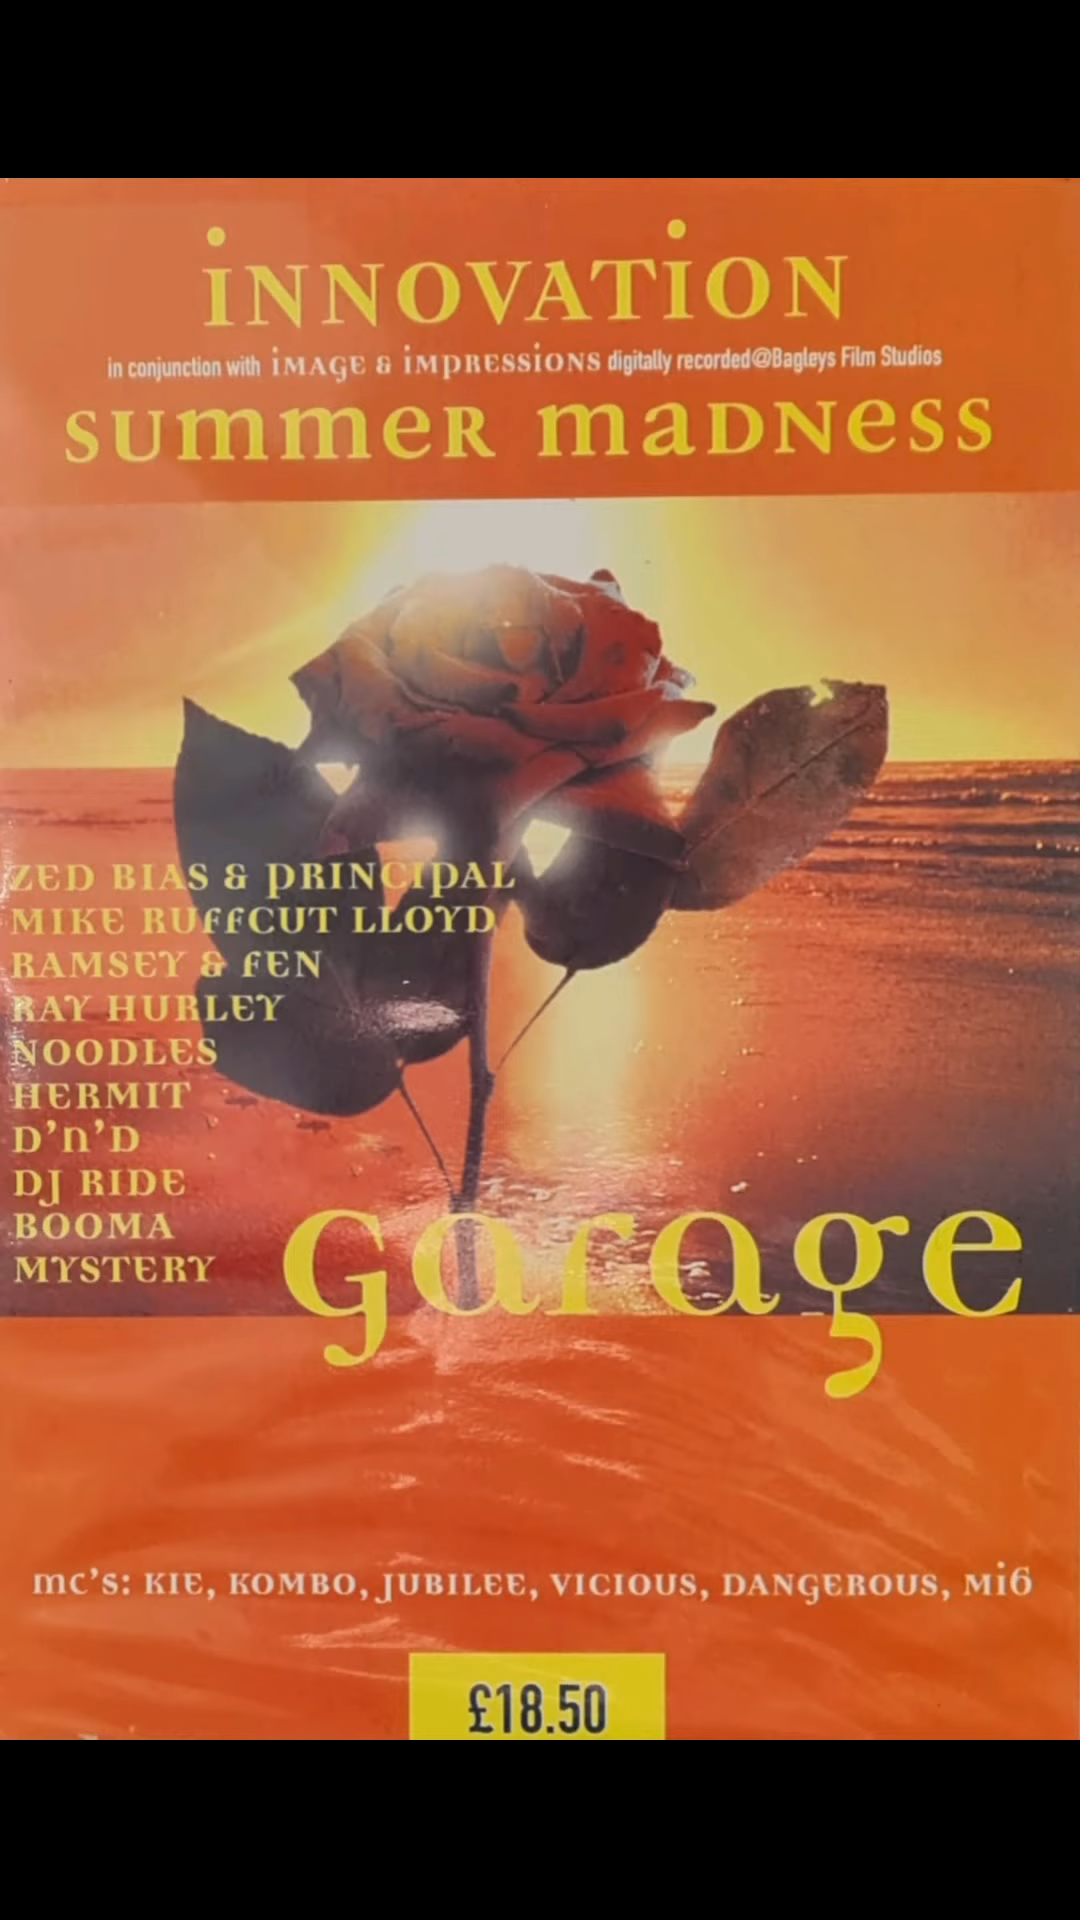 iNNOVATiON
in conjunction with iMAGE & iMPRESSiONS digitally recorded@Bagleys Film Studios
summer madness
ZED BIAS & PRINCIPAL
MIKE RUFFCUT LLOYD
RAMSEY & FEN
RAY HURLEY
NOODLES
HERMIT
D'n'D
DJ RIDE
BOOMA
MYSTERY
Garage
mc's: KIE, KOMBO, JUBILEE, VICIOUS, DANGEROUS, Mi6
£18.50